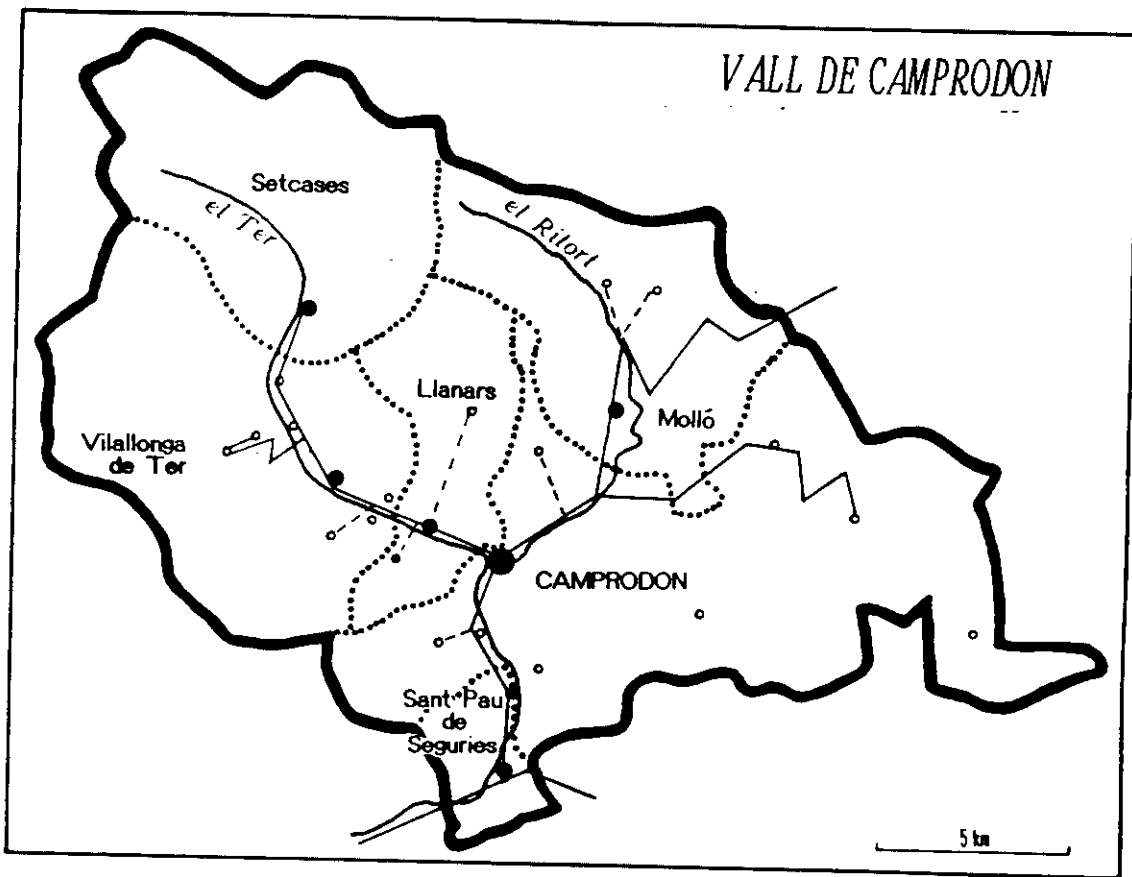 VALL DE CAMPRODON
Setcases
el Ter
el Ritort
Llanars
Molló
Vilallonga
de Ter
CAMPRODON
Sant Pau
de
Seguries
5 km